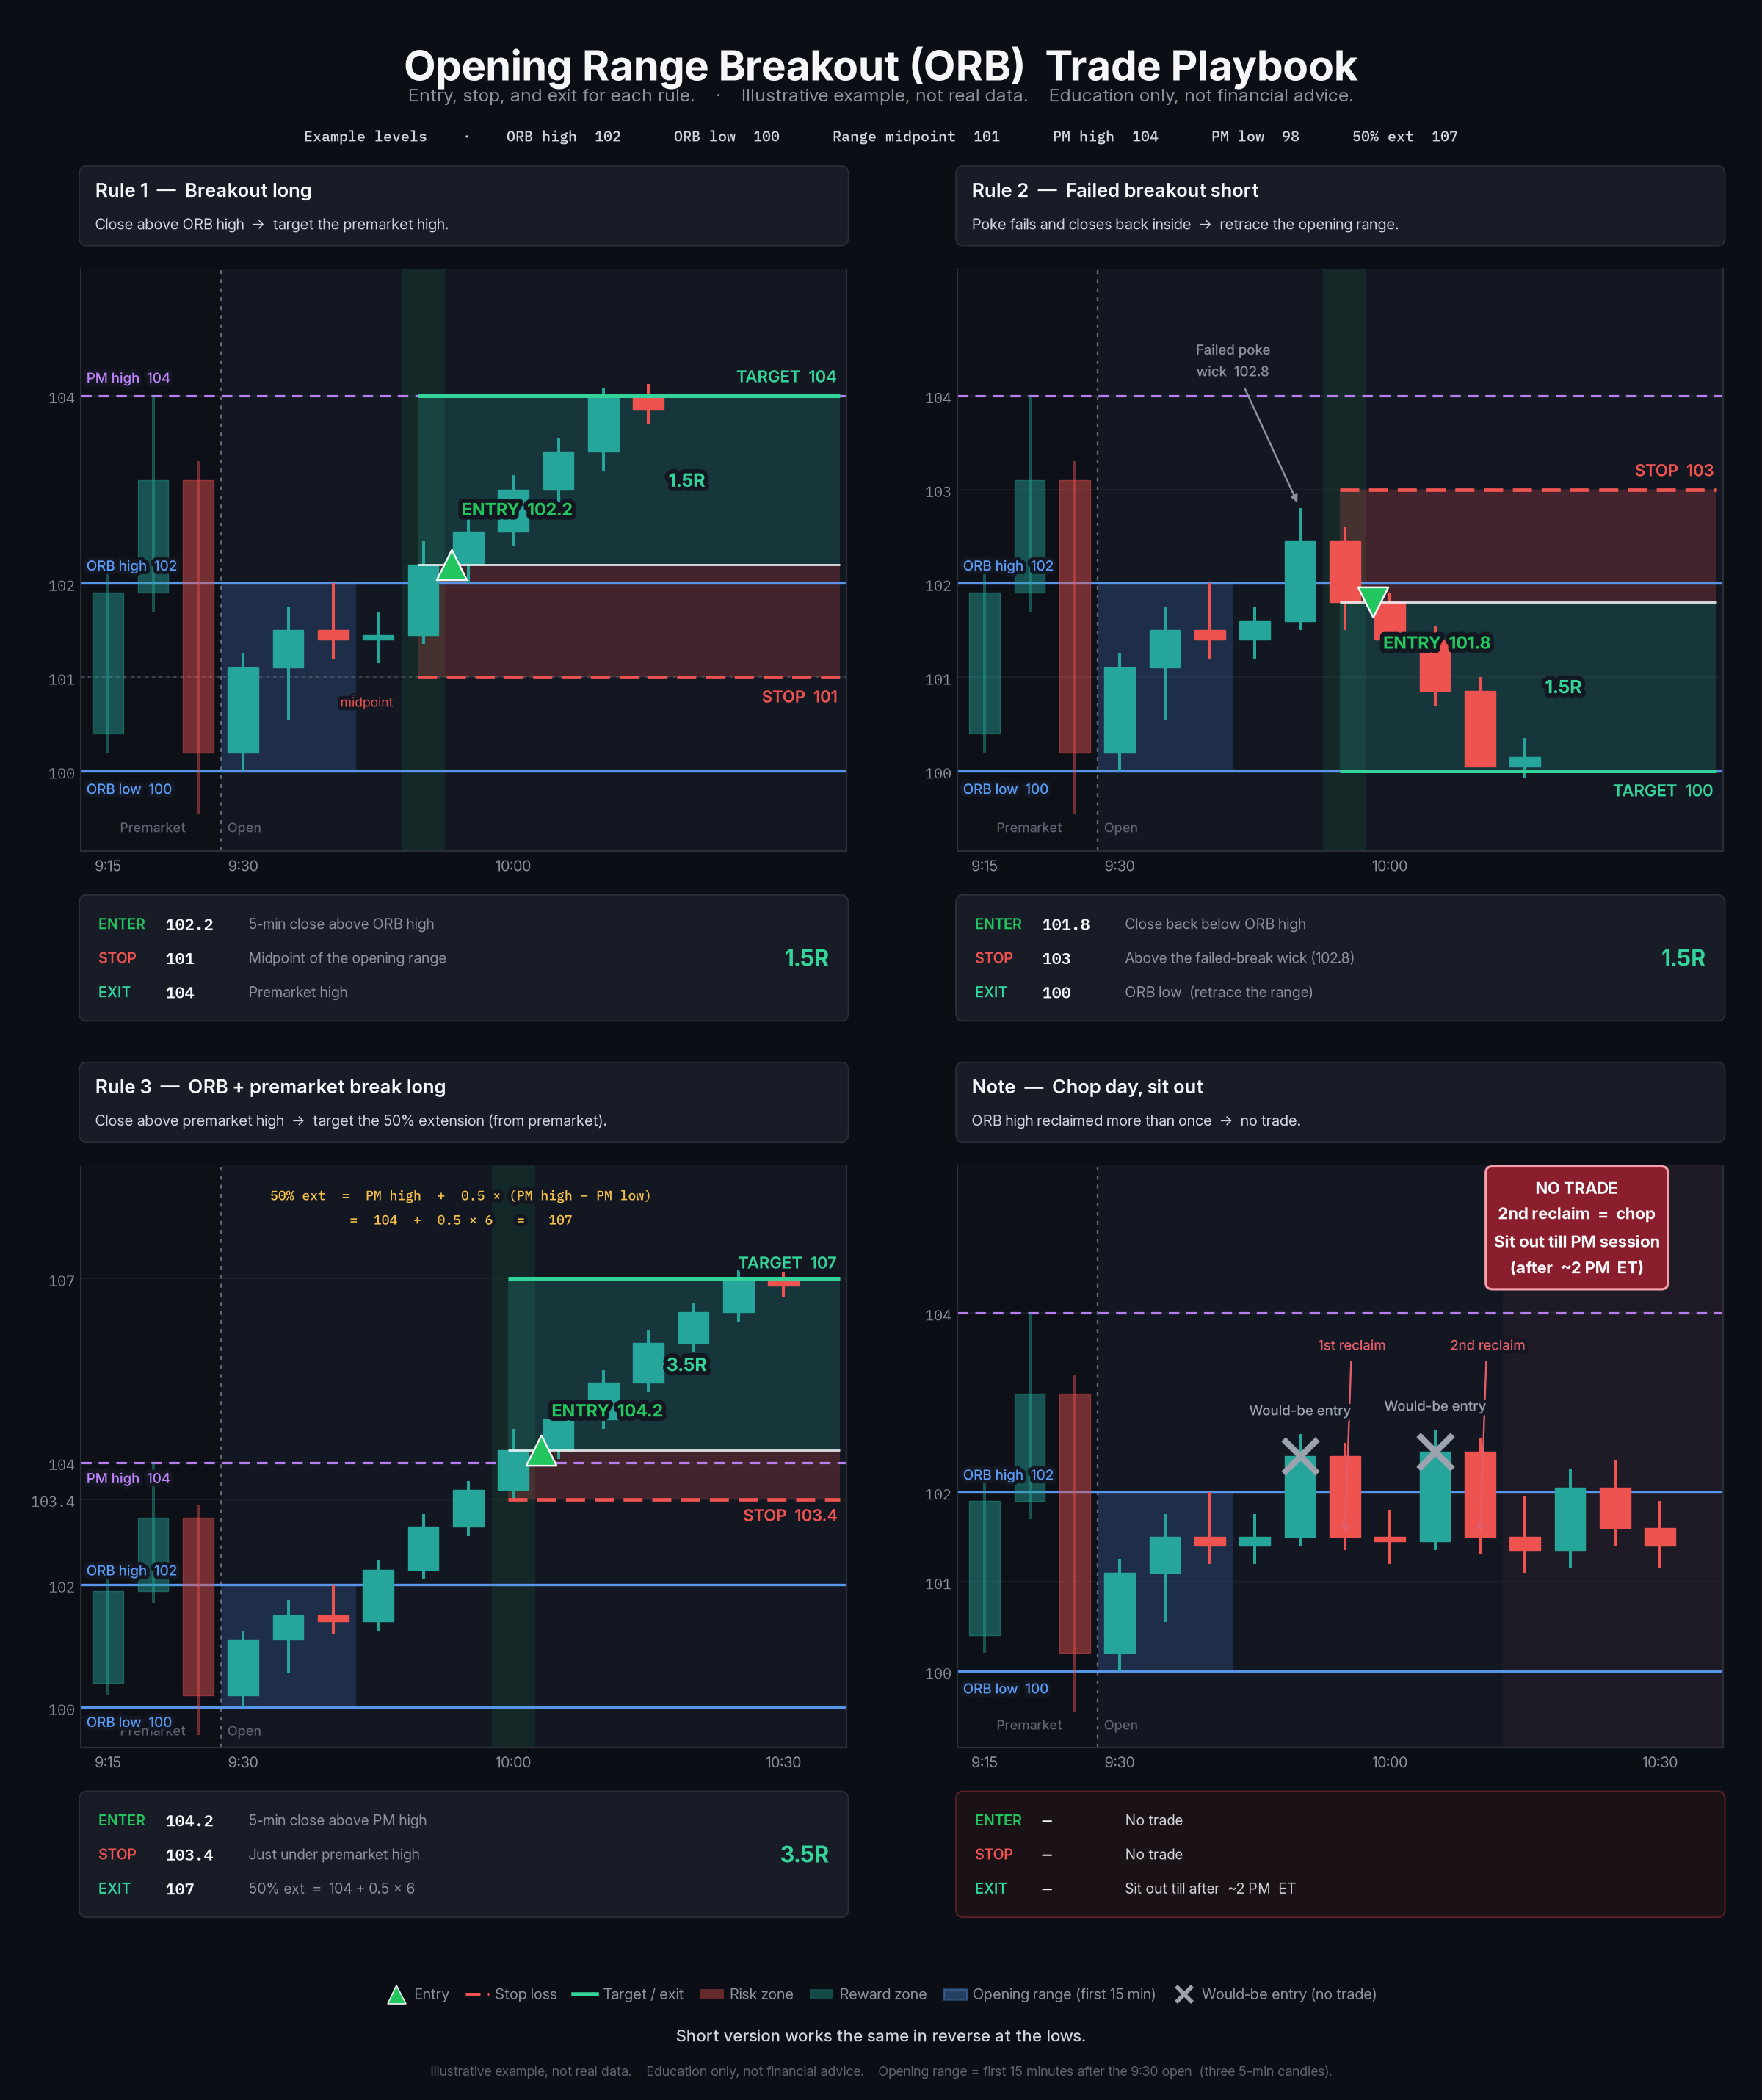 Opening Range Breakout (ORB) Trade Playbook
Entry, stop, and exit for each rule. · Illustrative example, not real data. Education only, not financial advice.
Example levels · ORB high 102 ORB low 100 Range midpoint 101 PM high 104 PM low 98 50% ext 107
Rule 1 — Breakout long
Close above ORB high → target the premarket high.
PM high 104
TARGET 104
104
1.5R
ENTRY 102.2
ORB high 102
102
101
midpoint
STOP 101
100
ORB low 100
Premarket Open
9:15 9:30 10:00
ENTER 102.2 5-min close above ORB high
STOP 101 Midpoint of the opening range
1.5R
EXIT 104 Premarket high
Rule 2 — Failed breakout short
Poke fails and closes back inside → retrace the opening range.
Failed poke
wick 102.8
104
STOP 103
103
ORB high 102
102
ENTRY 101.8
101
1.5R
100
ORB low 100
TARGET 100
Premarket Open
9:15 9:30 10:00
ENTER 101.8 Close back below ORB high
STOP 103 Above the failed-break wick (102.8)
1.5R
EXIT 100 ORB low (retrace the range)
Rule 3 — ORB + premarket break long
Close above premarket high → target the 50% extension (from premarket).
50% ext = PM high + 0.5 × (PM high − PM low)
= 104 + 0.5 × 6 = 107
TARGET 107
107
3.5R
ENTRY 104.2
104
PM high 104
103.4
STOP 103.4
ORB high 102
102
100
ORB low 100
Premarket Open
9:15 9:30 10:00 10:30
ENTER 104.2 5-min close above PM high
STOP 103.4 Just under premarket high
3.5R
EXIT 107 50% ext = 104 + 0.5 × 6
Note — Chop day, sit out
ORB high reclaimed more than once → no trade.
NO TRADE
2nd reclaim = chop
Sit out till PM session
(after ~2 PM ET)
104
1st reclaim 2nd reclaim
Would-be entry Would-be entry
ORB high 102
102
101
100
ORB low 100
Premarket Open
9:15 9:30 10:00 10:30
ENTER – No trade
STOP – No trade
EXIT – Sit out till after ~2 PM ET
Entry Stop loss Target / exit Risk zone Reward zone Opening range (first 15 min) Would-be entry (no trade)
Short version works the same in reverse at the lows.
Illustrative example, not real data. Education only, not financial advice. Opening range = first 15 minutes after the 9:30 open (three 5-min candles).